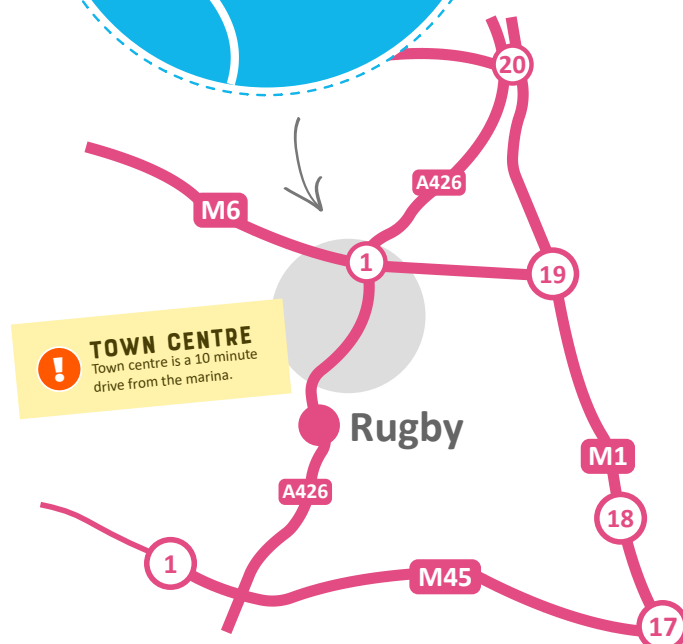 20
A426
M6
1
19
TOWN CENTRE
Town centre is a 10 minute
drive from the marina.
!
Rugby
M1
A426
18
1
M45
17